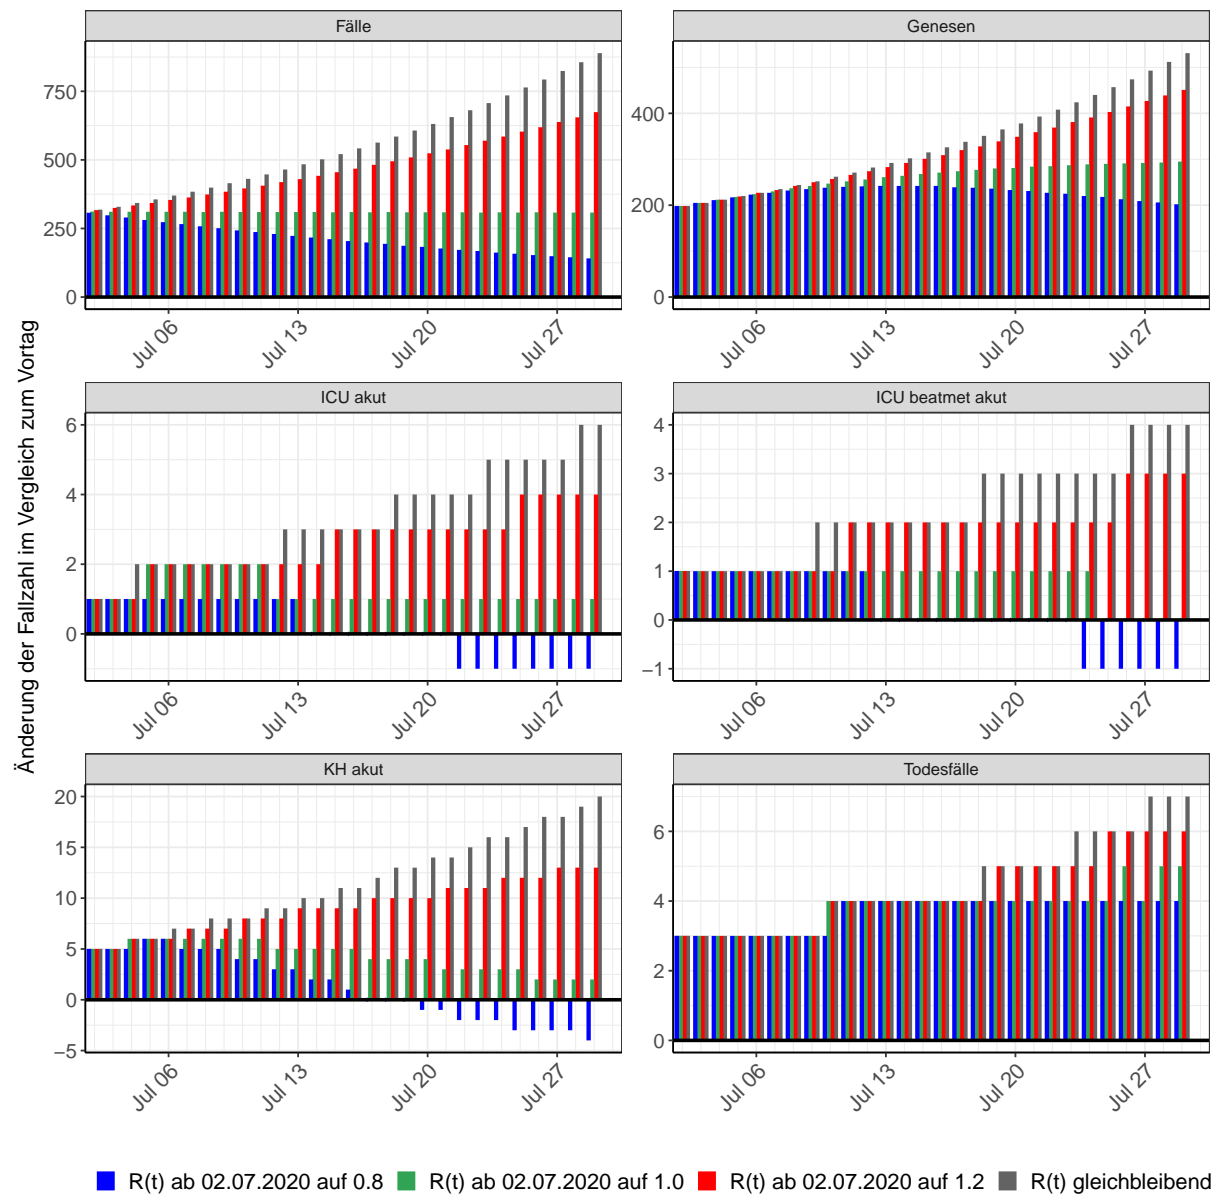 Fälle
Genesen
750
500
250
0
400
200
0
Jul 06
Jul 13
Jul 20
Jul 27
Jul 06
Jul 13
Jul 20
Jul 27
Änderung der Fallzahl im Vergleich zum Vortag
ICU akut
ICU beatmet akut
6
4
2
0
4
3
2
1
0
−1
Jul 06
Jul 13
Jul 20
Jul 27
Jul 06
Jul 13
Jul 20
Jul 27
KH akut
Todesfälle
20
15
10
5
0
−5
6
4
2
0
Jul 06
Jul 13
Jul 20
Jul 27
Jul 06
Jul 13
Jul 20
Jul 27
R(t) ab 02.07.2020 auf 0.8
R(t) ab 02.07.2020 auf 1.0
R(t) ab 02.07.2020 auf 1.2
R(t) gleichbleibend